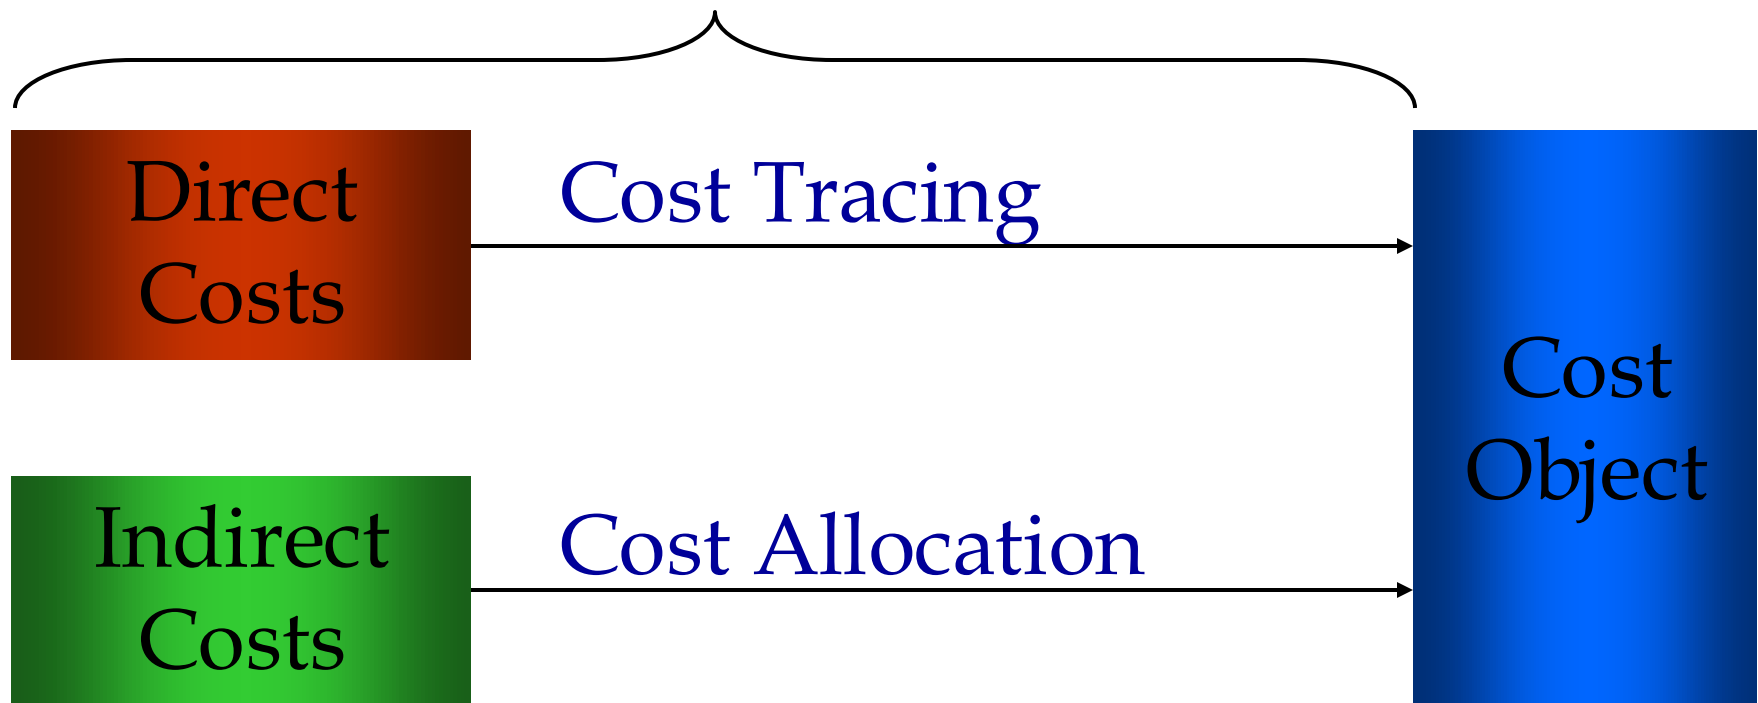 Direct
Costs
Cost Tracing
Indirect
Costs
Cost Allocation
Cost
Object